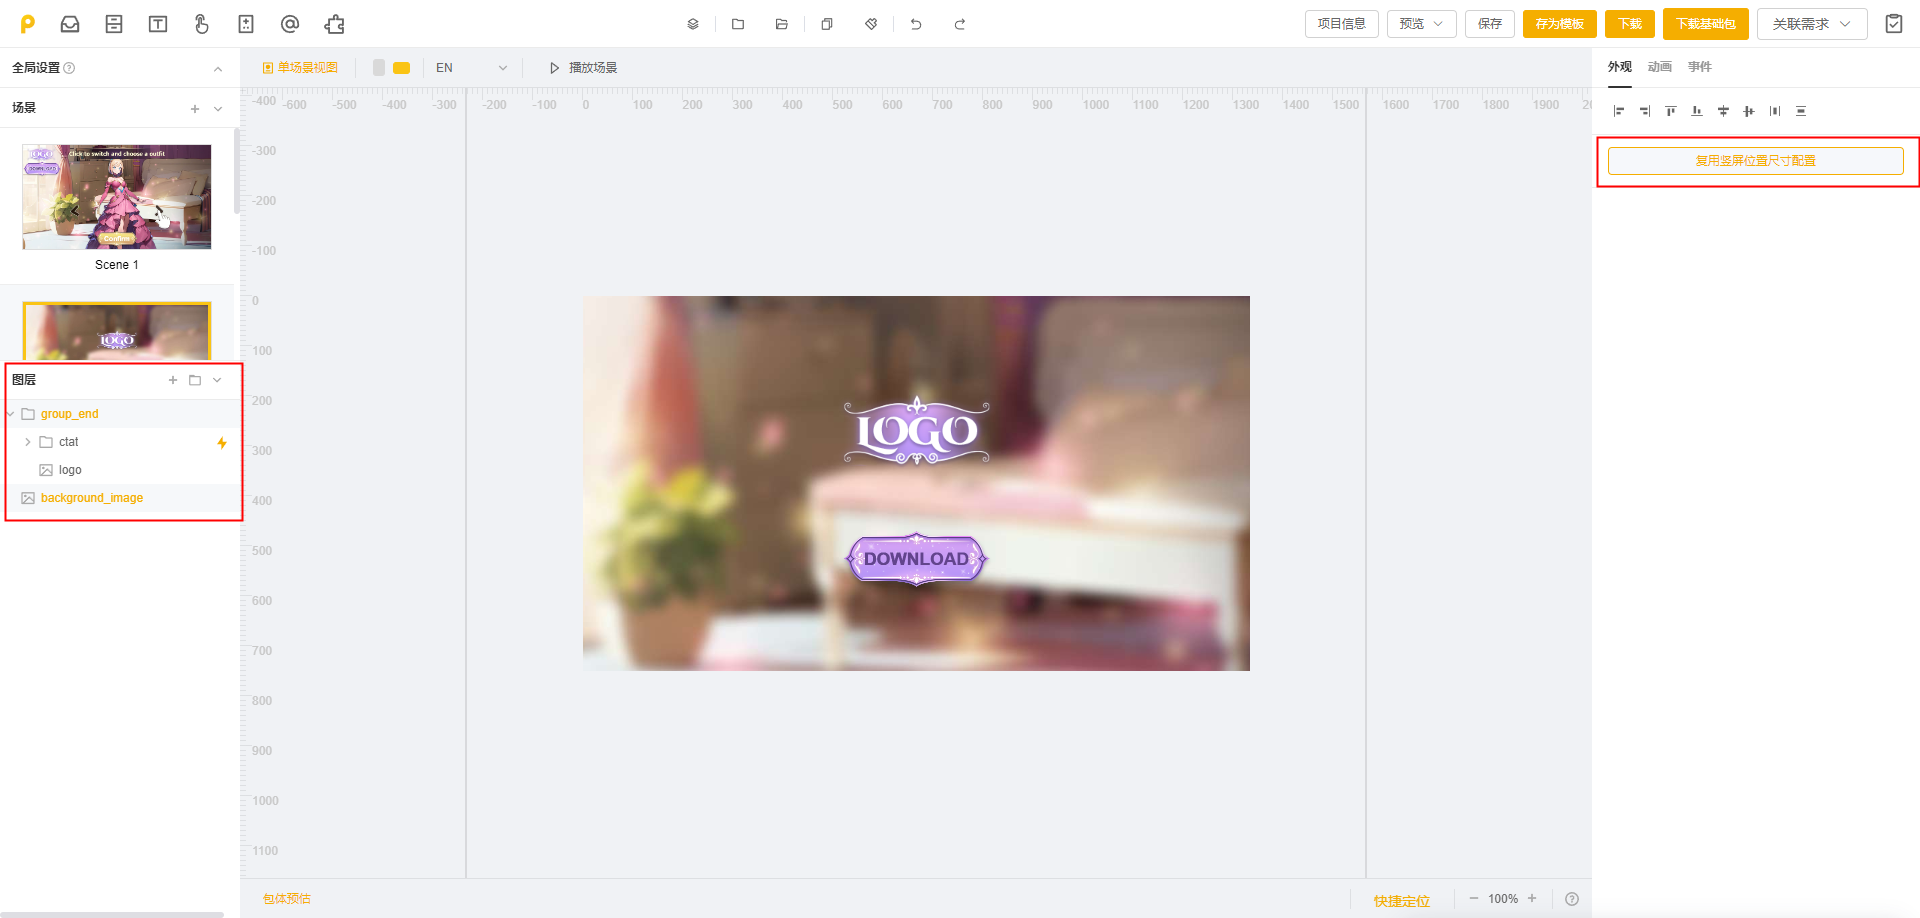 项目信息
预览
保存
存为模板
下载
下载基础包
关联需求
全局设置
单场景视图
EN
播放场景
外观
动画
事件
场景
-400 -600 -500 -400 -300 -200 -100 0 100 200 300 400 500 600 700 800 900 1000 1100 1200 1300 1400 1500 1600 1700 1800 1900
复用竖屏位置尺寸配置
LOGO
Click to switch and choose a outfit
DOWNLOAD
Confirm
Scene 1
LOGO
图层
group_end
ctat
logo
background_image
-300
-200
-100
0
100
200
300
400
500
600
700
800
900
1000
1100
LOGO
DOWNLOAD
包体预估
快捷定位
100%